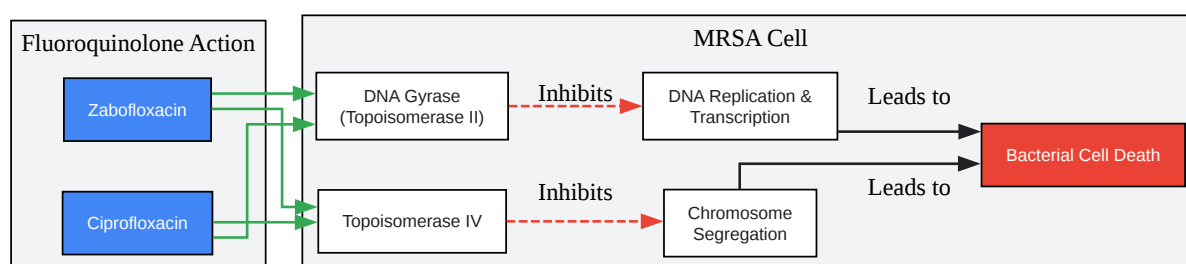 Fluoroquinolone Action
MRSA Cell
Zabofloxacin
DNA Gyrase
(Topoisomerase II)
Inhibits
DNA Replication &
Transcription
Leads to
Bacterial Cell Death
Ciprofloxacin
Topoisomerase IV
Inhibits
Chromosome
Segregation
Leads to